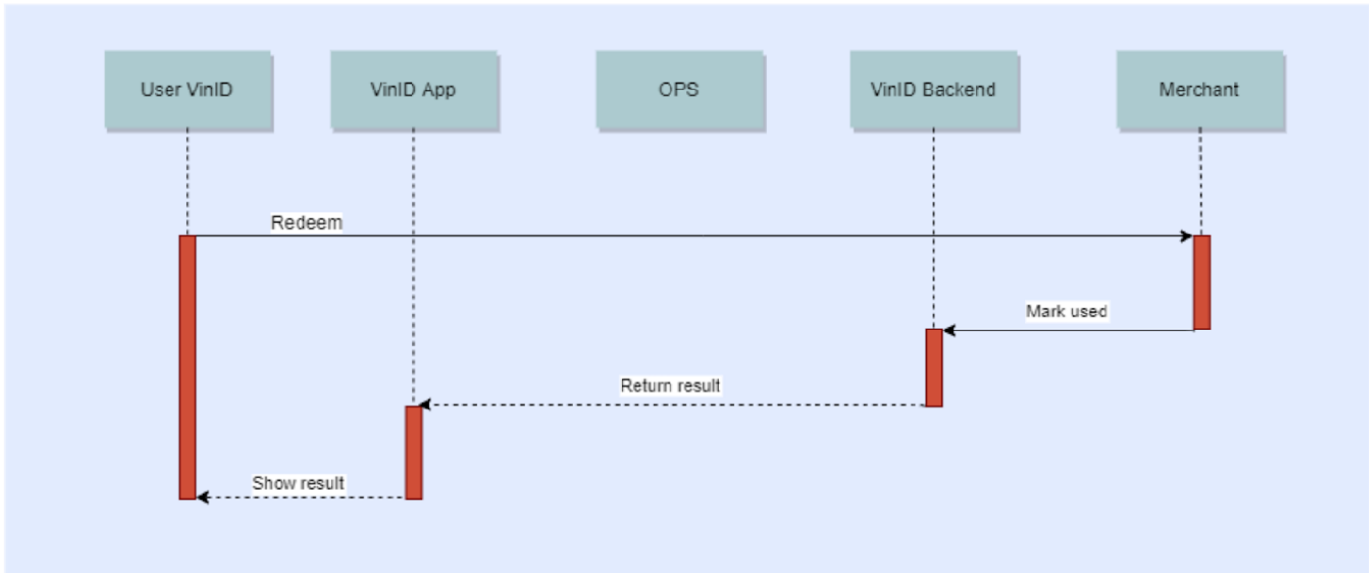 User VinID
VinID App
OPS
VinID Backend
Merchant
Redeem
Mark used
Return result
Show result